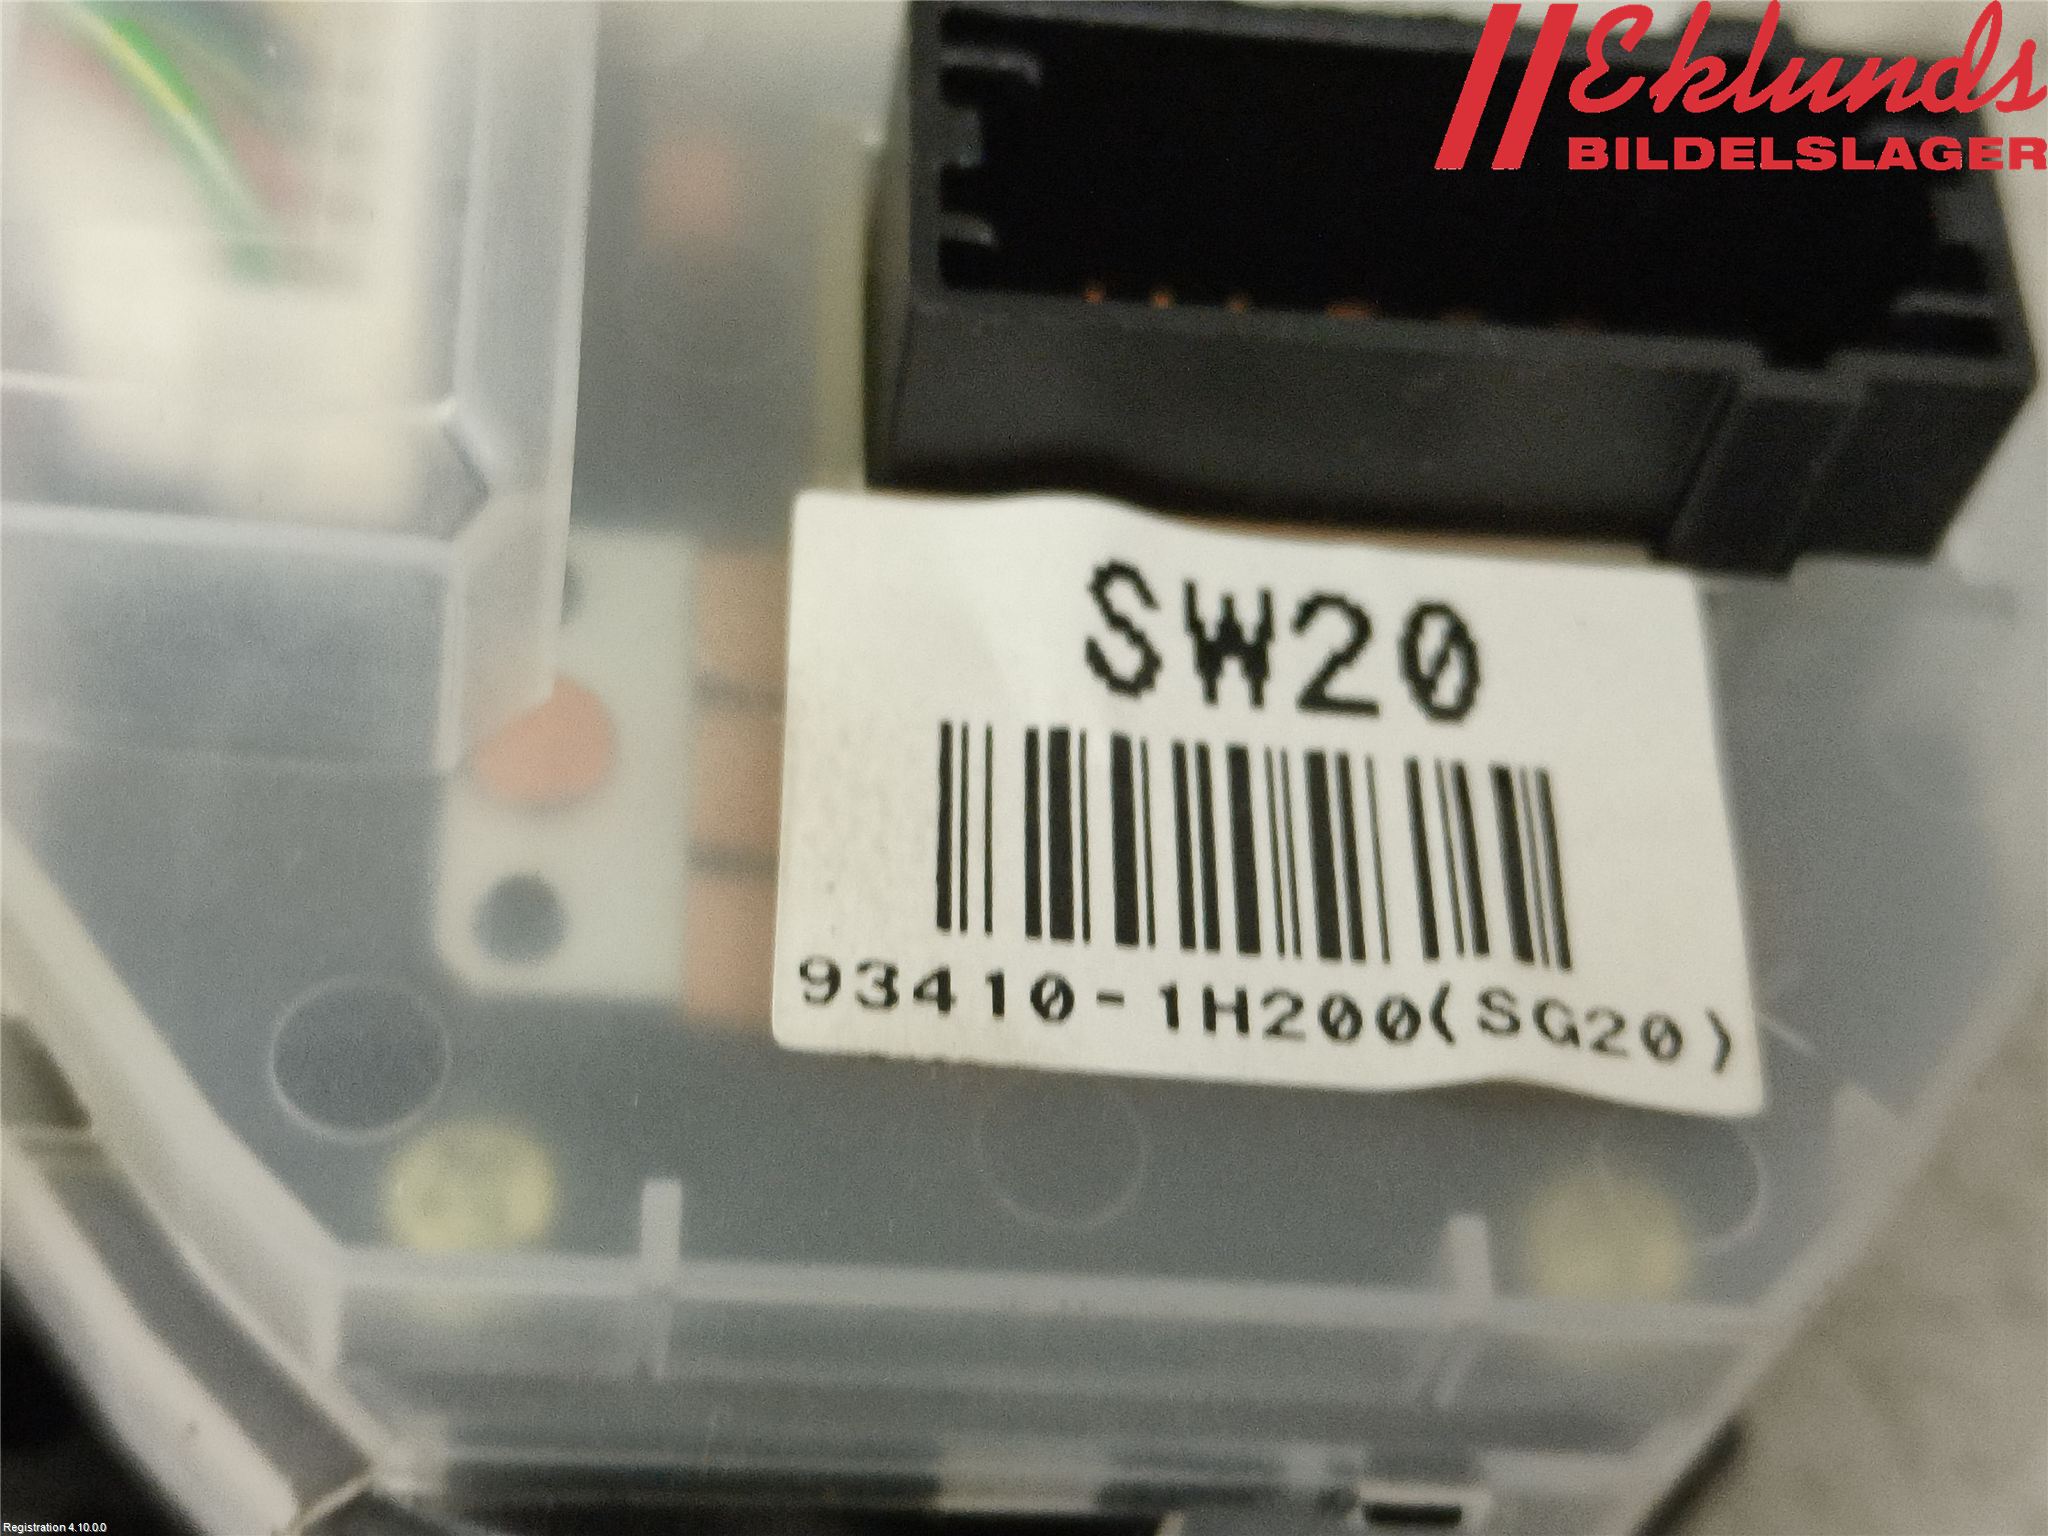 Eklunds
BILDELSLAGER
SW20
93410-1H200(SG20)
Registration 4.10.0.0